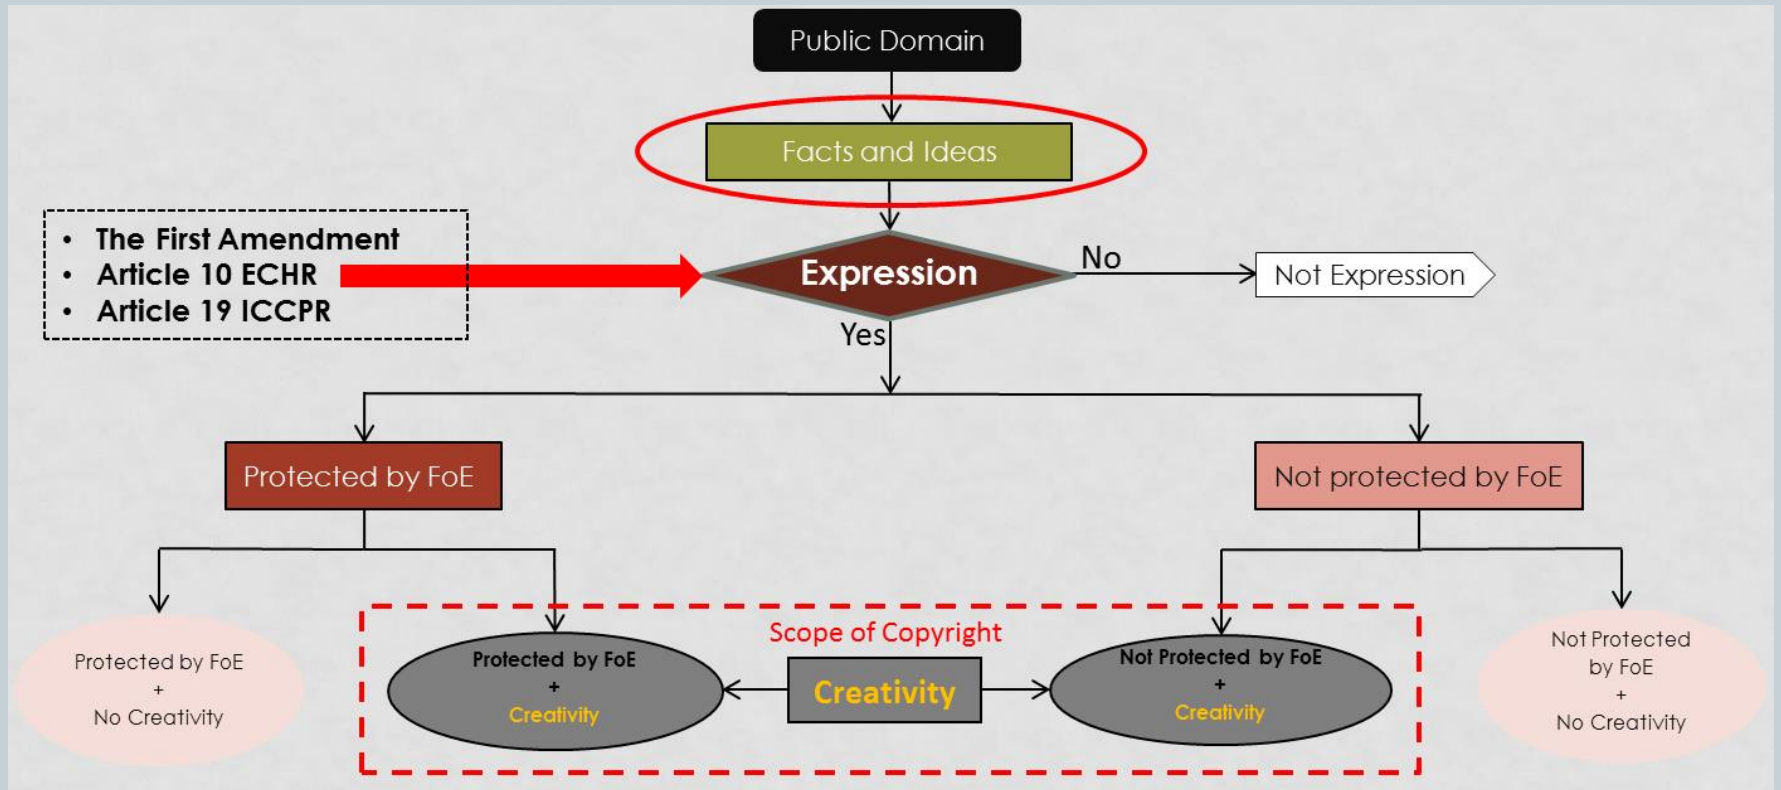 Public Domain
Facts and Ideas
• The First Amendment
• Article 10 ECHR
• Article 19 ICCPR
Expression
No
Not Expression
Yes
Protected by FoE
Not protected by FoE
Protected by FoE
+
No Creativity
Scope of Copyright
Protected by FoE
+
Creativity
Creativity
Not Protected by FoE
+
Creativity
Not Protected
by FoE
+
No Creativity